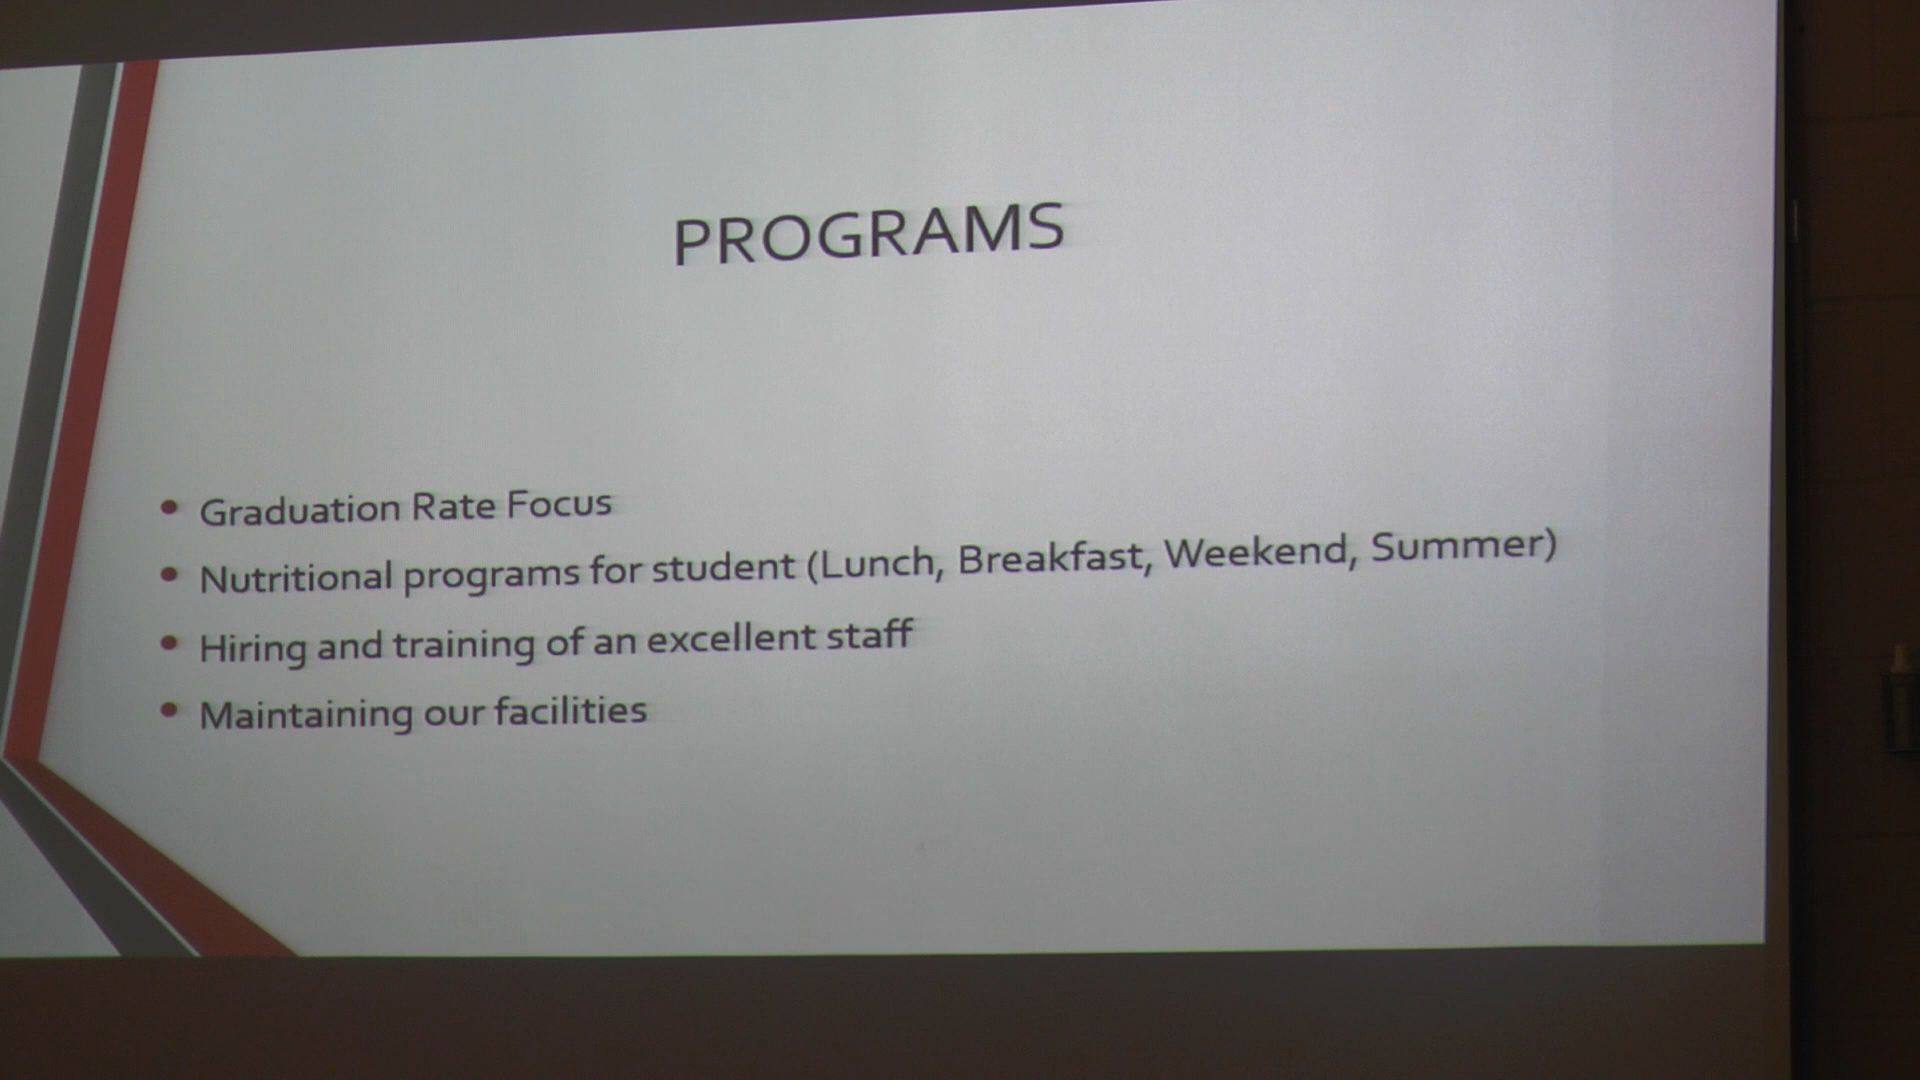 PROGRAMS
• Graduation Rate Focus
• Nutritional programs for student (Lunch, Breakfast, Weekend, Summer)
• Hiring and training of an excellent staff
• Maintaining our facilities